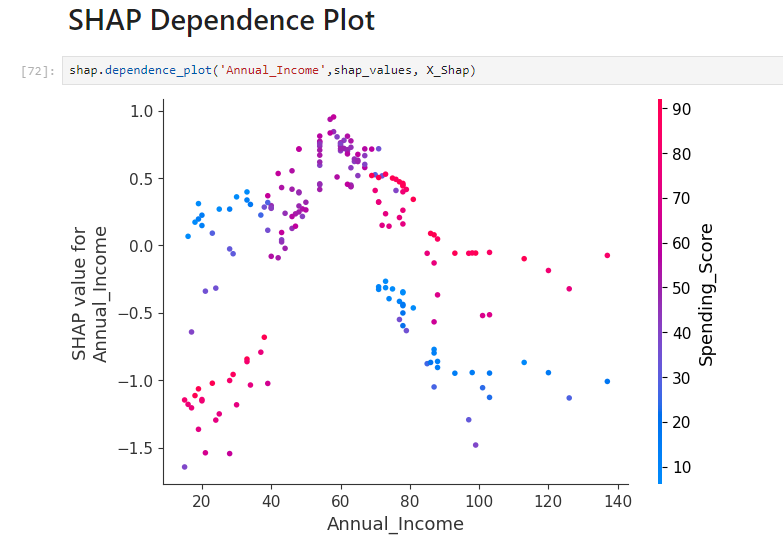 SHAP Dependence Plot
[72]: shap.dependence_plot('Annual_Income',shap_values, X_Shap)
1.0
0.5
0.0
−0.5
−1.0
−1.5
SHAP value for
Annual_Income
20 40 60 80 100 120 140
Annual_Income
90
80
70
60
50
40
30
20
10
Spending_Score